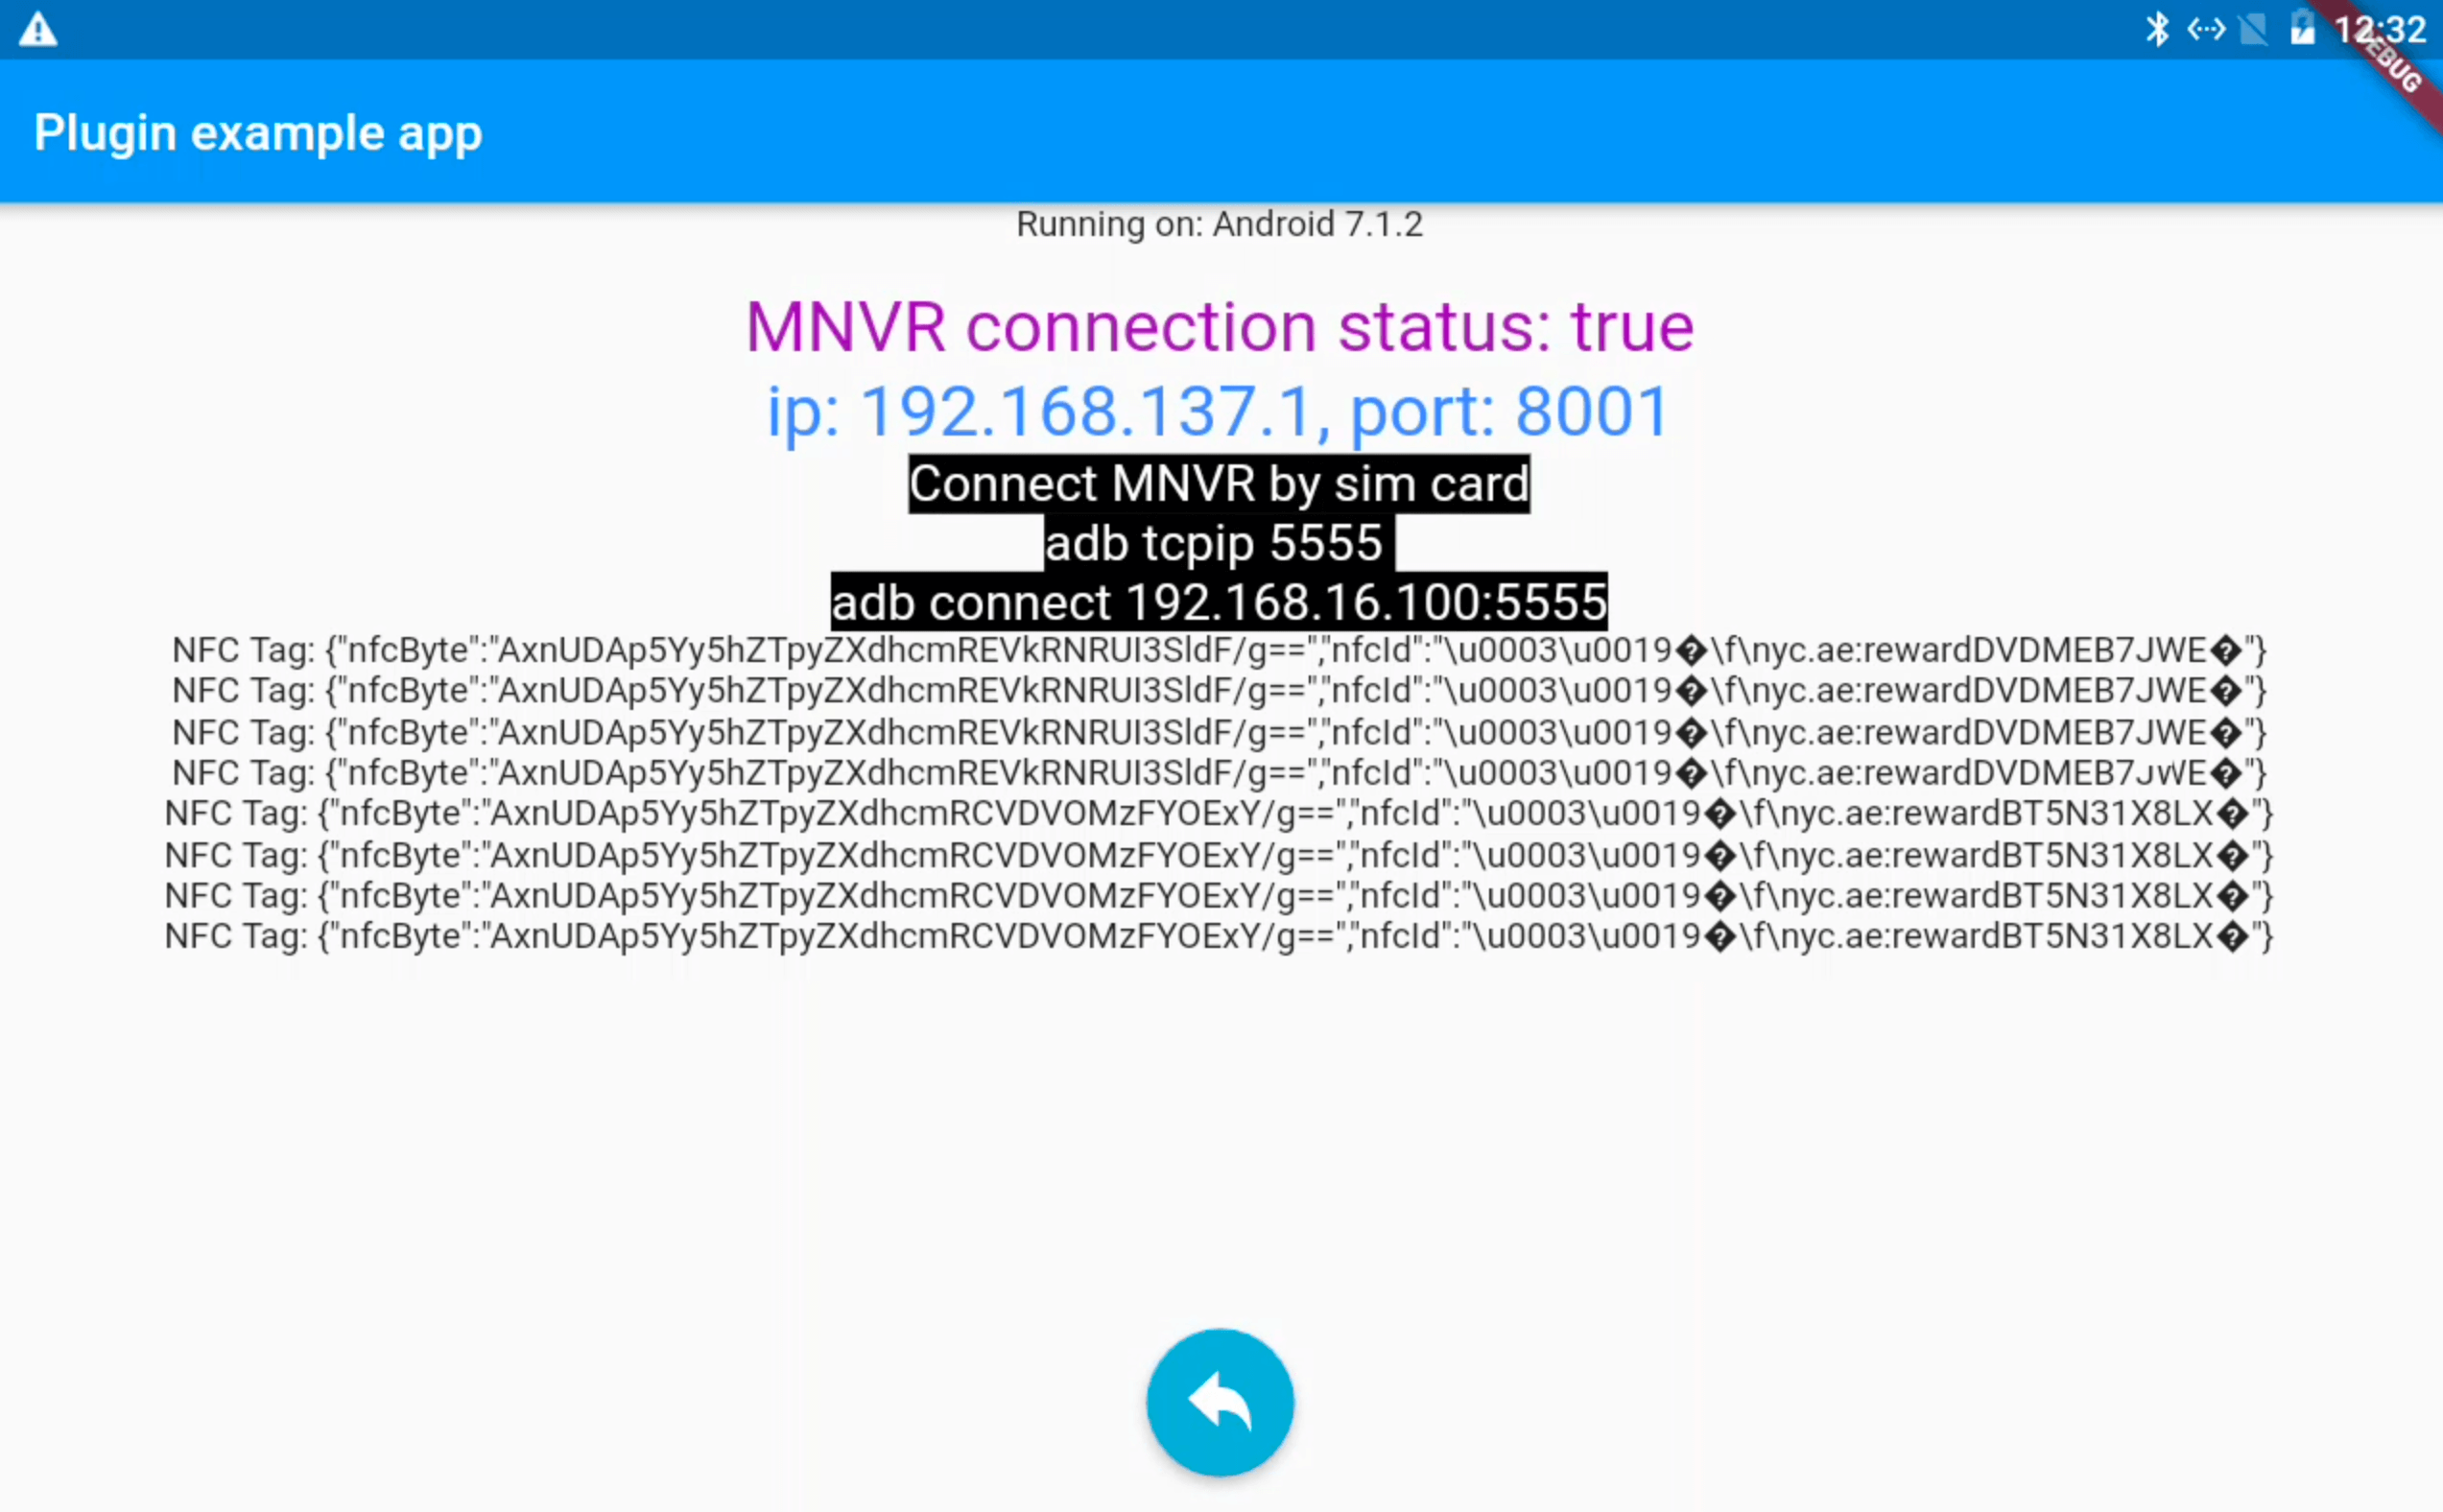 12:32
DEBUG
Plugin example app
Running on: Android 7.1.2
MNVR connection status: true
ip: 192.168.137.1, port: 8001
Connect MNVR by sim card
adb tcpip 5555
adb connect 192.168.16.100:5555
NFC Tag: {"nfcByte":"AxnUDAp5Yy5hZTpyZXdhcmREVkRNRUI3SldF/g==","nfcId":"\u0003\u0019�\f\nyc.ae:rewardDVDMEB7JWE�"}
NFC Tag: {"nfcByte":"AxnUDAp5Yy5hZTpyZXdhcmREVkRNRUI3SldF/g==","nfcId":"\u0003\u0019�\f\nyc.ae:rewardDVDMEB7JWE�"}
NFC Tag: {"nfcByte":"AxnUDAp5Yy5hZTpyZXdhcmREVkRNRUI3SldF/g==","nfcId":"\u0003\u0019�\f\nyc.ae:rewardDVDMEB7JWE�"}
NFC Tag: {"nfcByte":"AxnUDAp5Yy5hZTpyZXdhcmREVkRNRUI3SldF/g==","nfcId":"\u0003\u0019�\f\nyc.ae:rewardDVDMEB7JWE�"}
NFC Tag: {"nfcByte":"AxnUDAp5Yy5hZTpyZXdhcmRCVDVOMzFYOExY/g==","nfcId":"\u0003\u0019�\f\nyc.ae:rewardBT5N31X8LX�"}
NFC Tag: {"nfcByte":"AxnUDAp5Yy5hZTpyZXdhcmRCVDVOMzFYOExY/g==","nfcId":"\u0003\u0019�\f\nyc.ae:rewardBT5N31X8LX�"}
NFC Tag: {"nfcByte":"AxnUDAp5Yy5hZTpyZXdhcmRCVDVOMzFYOExY/g==","nfcId":"\u0003\u0019�\f\nyc.ae:rewardBT5N31X8LX�"}
NFC Tag: {"nfcByte":"AxnUDAp5Yy5hZTpyZXdhcmRCVDVOMzFYOExY/g==","nfcId":"\u0003\u0019�\f\nyc.ae:rewardBT5N31X8LX�"}